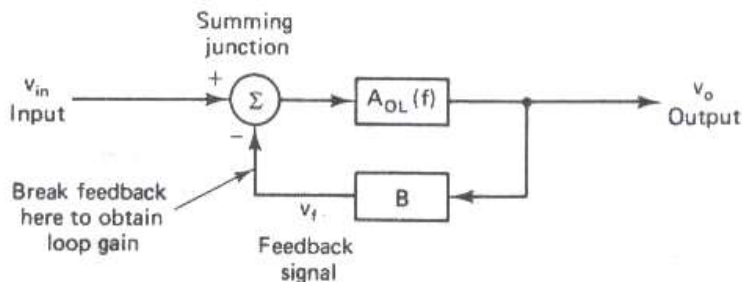 Summing
junction
v_in
Input
+
Σ
−
A_OL(f)
v_o
Output
Break feedback
here to obtain
loop gain
v_f
B
Feedback
signal